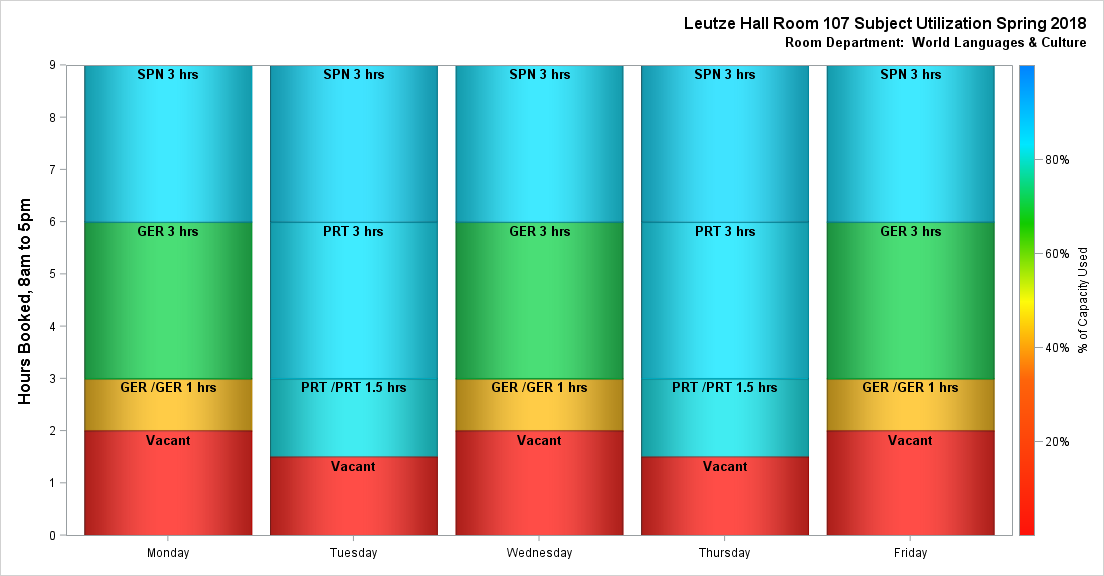 Leutze Hall Room 107 Subject Utilization Spring 2018
Room Department:  World Languages & Culture
Hours Booked, 8am to 5pm
9
8
7
6
5
4
3
2
1
0
SPN 3 hrs
GER 3 hrs
GER /GER 1 hrs
Vacant
SPN 3 hrs
PRT 3 hrs
PRT /PRT 1.5 hrs
Vacant
SPN 3 hrs
GER 3 hrs
GER /GER 1 hrs
Vacant
SPN 3 hrs
PRT 3 hrs
PRT /PRT 1.5 hrs
Vacant
SPN 3 hrs
GER 3 hrs
GER /GER 1 hrs
Vacant
Monday
Tuesday
Wednesday
Thursday
Friday
80%
60%
40%
20%
% of Capacity Used